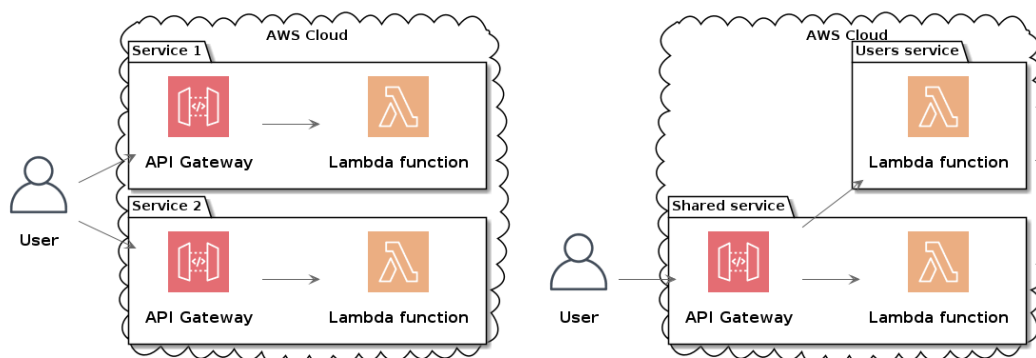 AWS Cloud
Service 1
API Gateway
Lambda function
User
Service 2
API Gateway
Lambda function
AWS Cloud
Users service
Lambda function
Shared service
User
API Gateway
Lambda function